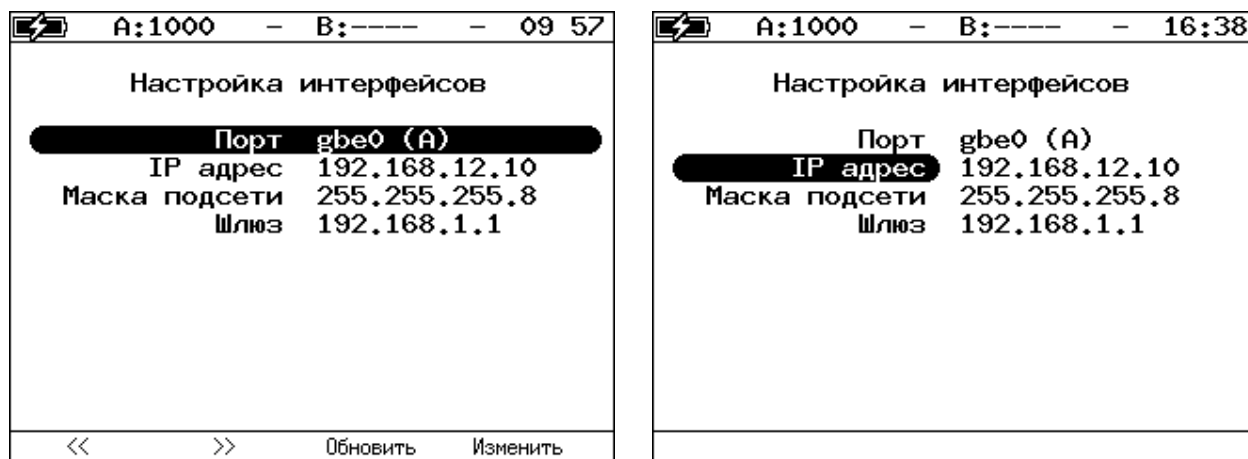 A:1000 – B:---- – 09 57
Настройка интерфейсов
Порт gbe0 (A)
IP адрес 192.168.12.10
Маска подсети 255.255.255.8
Шлюз 192.168.1.1
<< >> Обновить Изменить
A:1000 – B:---- – 16:38
Настройка интерфейсов
Порт gbe0 (A)
IP адрес 192.168.12.10
Маска подсети 255.255.255.8
Шлюз 192.168.1.1